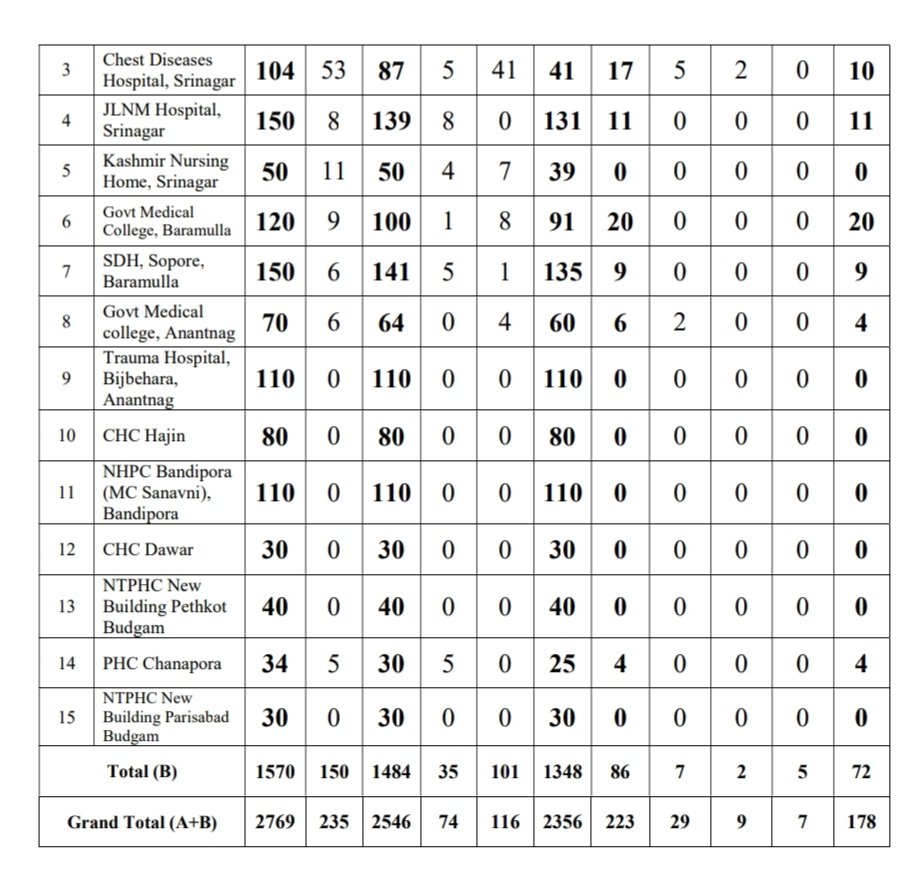 3 Chest Diseases Hospital, Srinagar 104 53 87 5 41 41 17 5 2 0 10
4 JLNM Hospital, Srinagar 150 8 139 8 0 131 11 0 0 0 11
5 Kashmir Nursing Home, Srinagar 50 11 50 4 7 39 0 0 0 0 0
6 Govt Medical College, Baramulla 120 9 100 1 8 91 20 0 0 0 20
7 SDH, Sopore, Baramulla 150 6 141 5 1 135 9 0 0 0 9
8 Govt Medical college, Anantnag 70 6 64 0 4 60 6 2 0 0 4
9 Trauma Hospital, Bijbehara, Anantnag 110 0 110 0 0 110 0 0 0 0 0
10 CHC Hajin 80 0 80 0 0 80 0 0 0 0 0
11 NHPC Bandipora (MC Sanavni), Bandipora 110 0 110 0 0 110 0 0 0 0 0
12 CHC Dawar 30 0 30 0 0 30 0 0 0 0 0
13 NTPHC New Building Pethkot Budgam 40 0 40 0 0 40 0 0 0 0 0
14 PHC Chanapora 34 5 30 5 0 25 4 0 0 0 4
15 NTPHC New Building Parisabad Budgam 30 0 30 0 0 30 0 0 0 0 0
Total (B) 1570 150 1484 35 101 1348 86 7 2 5 72
Grand Total (A+B) 2769 235 2546 74 116 2356 223 29 9 7 178